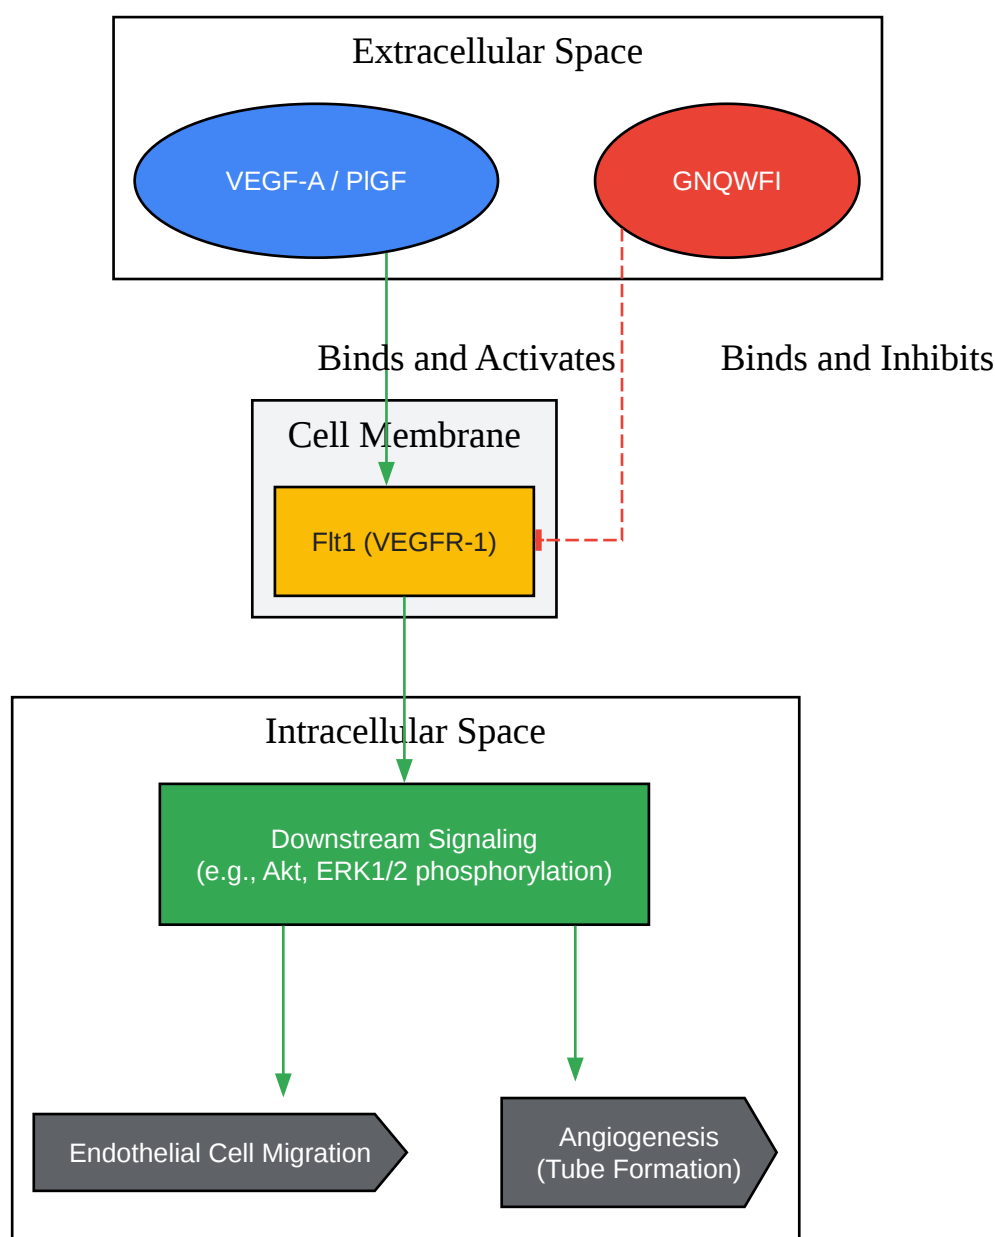 Extracellular Space
VEGF-A / PlGF
GNQWFI
Binds and Activates
Binds and Inhibits
Cell Membrane
Flt1 (VEGFR-1)
Intracellular Space
Downstream Signaling
(e.g., Akt, ERK1/2 phosphorylation)
Endothelial Cell Migration
Angiogenesis
(Tube Formation)